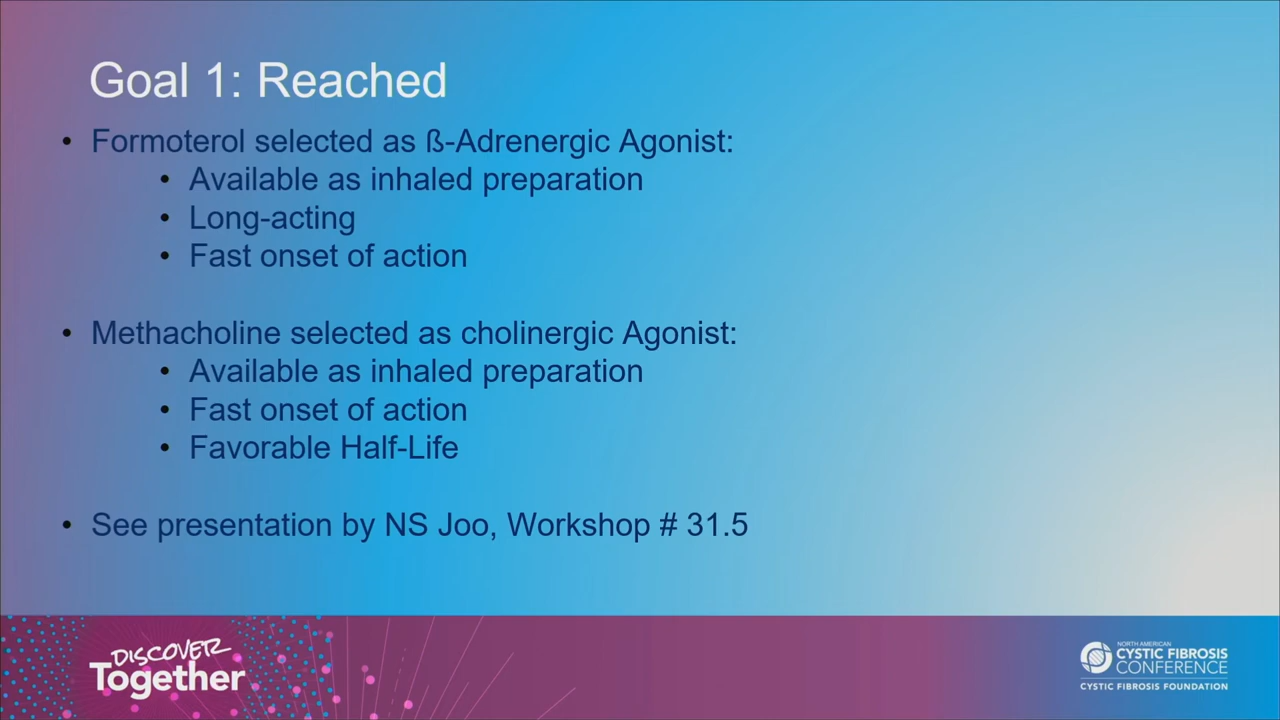 Goal 1: Reached
• Formoterol selected as ß-Adrenergic Agonist:
• Available as inhaled preparation
• Long-acting
• Fast onset of action
• Methacholine selected as cholinergic Agonist:
• Available as inhaled preparation
• Fast onset of action
• Favorable Half-Life
• See presentation by NS Joo, Workshop # 31.5
DISCOVER
Together
NORTH AMERICAN
CYSTIC FIBROSIS
CONFERENCE
CYSTIC FIBROSIS FOUNDATION